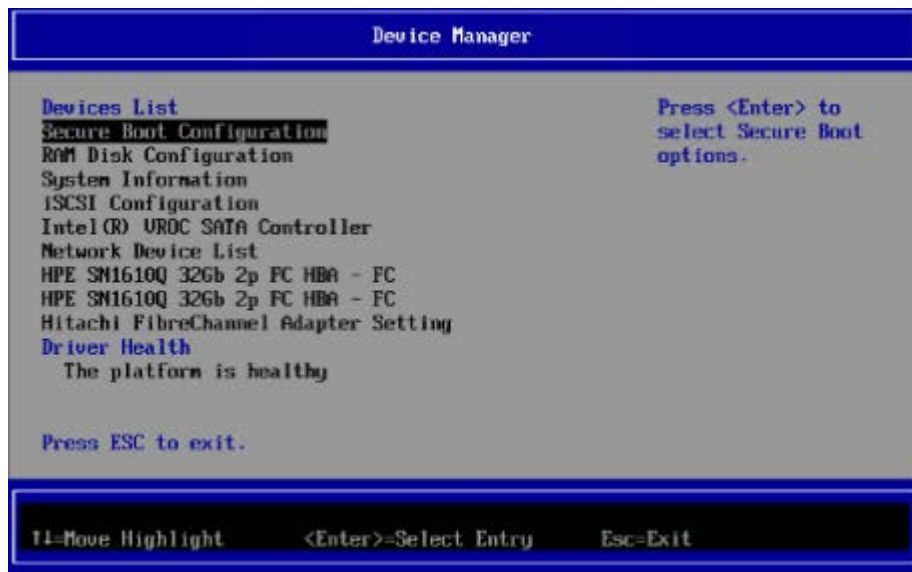 Device Manager
Devices List
Secure Boot Configuration
RAM Disk Configuration
System Information
iSCSI Configuration
Intel(R) VROC SATA Controller
Network Device List
HPE SN1610Q 32Gb 2p FC HBA - FC
HPE SN1610Q 32Gb 2p FC HBA - FC
Hitachi FibreChannel Adapter Setting
Driver Health
The platform is healthy
Press ESC to exit.
Press <Enter> to
select Secure Boot
options.
↑↓=Move Highlight <Enter>=Select Entry Esc=Exit